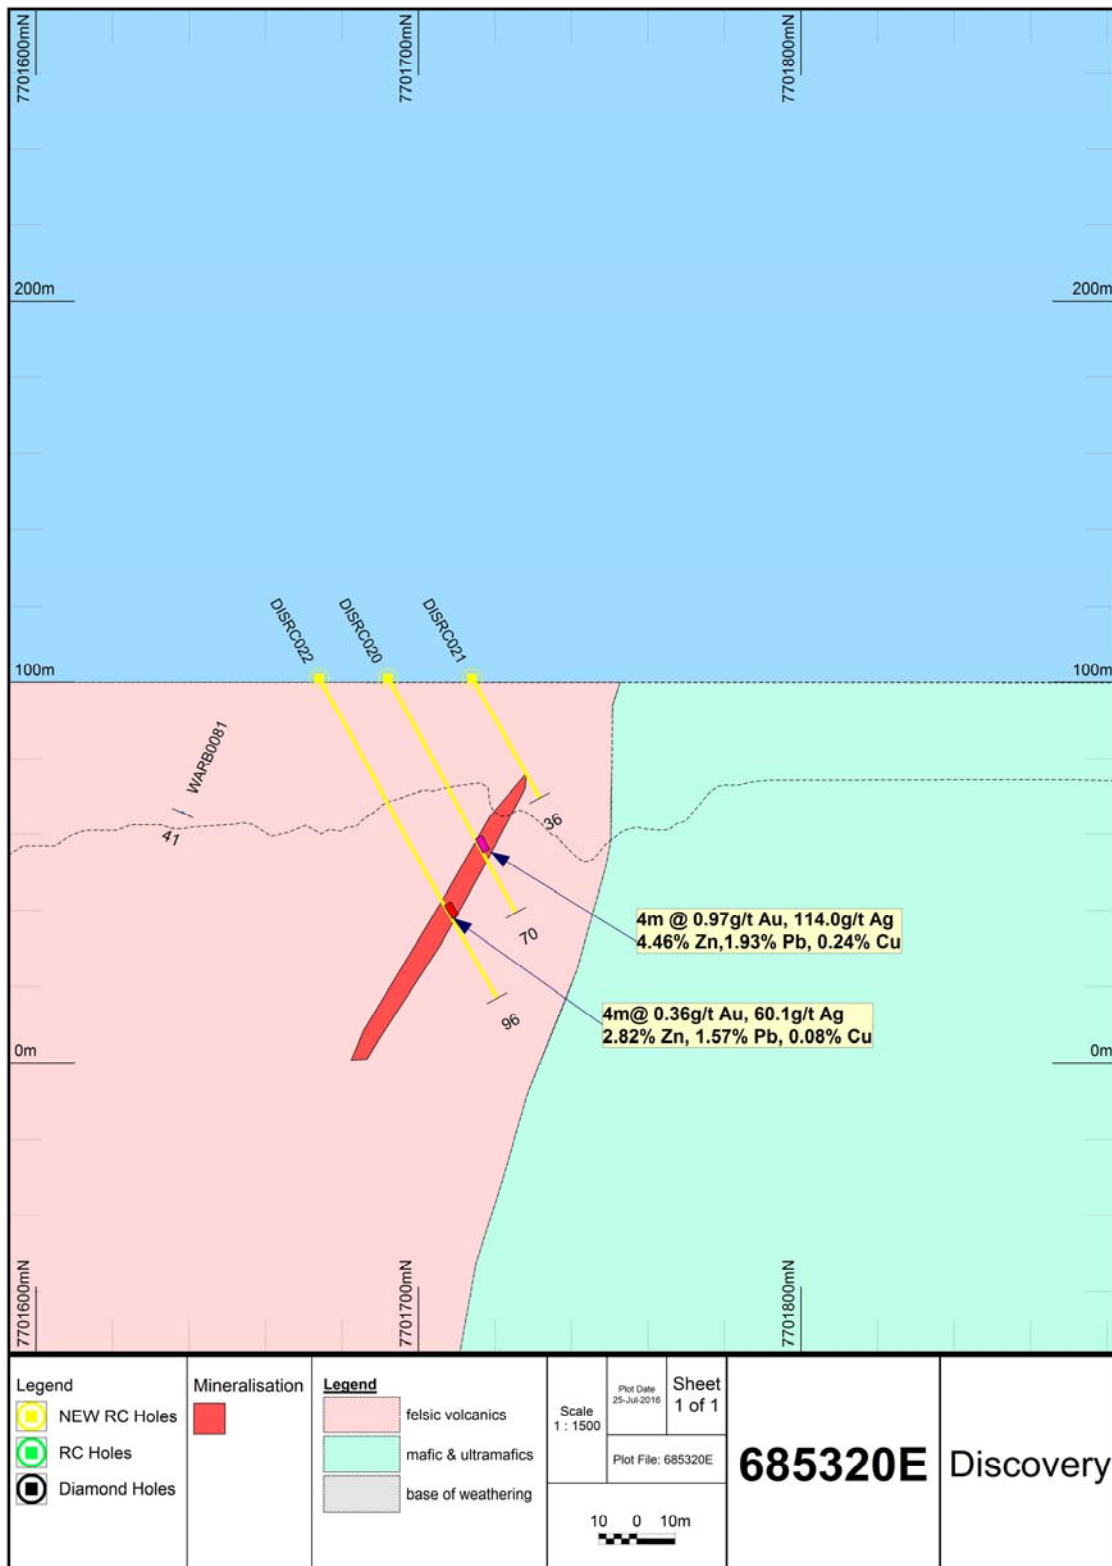 7701600mN
7701700mN
7701800mN
200m
200m
DISRC022
DISRC020
DISRC021
100m
100m
WARB0081
41
36
70
96
4m @ 0.97g/t Au, 114.0g/t Ag
4.46% Zn,1.93% Pb, 0.24% Cu
4m@ 0.36g/t Au, 60.1g/t Ag
2.82% Zn, 1.57% Pb, 0.08% Cu
0m
0m
7701600mN
7701700mN
7701800mN
Legend
NEW RC Holes
RC Holes
Diamond Holes
Mineralisation
Legend
felsic volcanics
mafic & ultramafics
base of weathering
Scale
1 : 1500
Plot Date
25-Jul-2016
Sheet
1 of 1
Plot File: 685320E
10 0 10m
685320E
Discovery